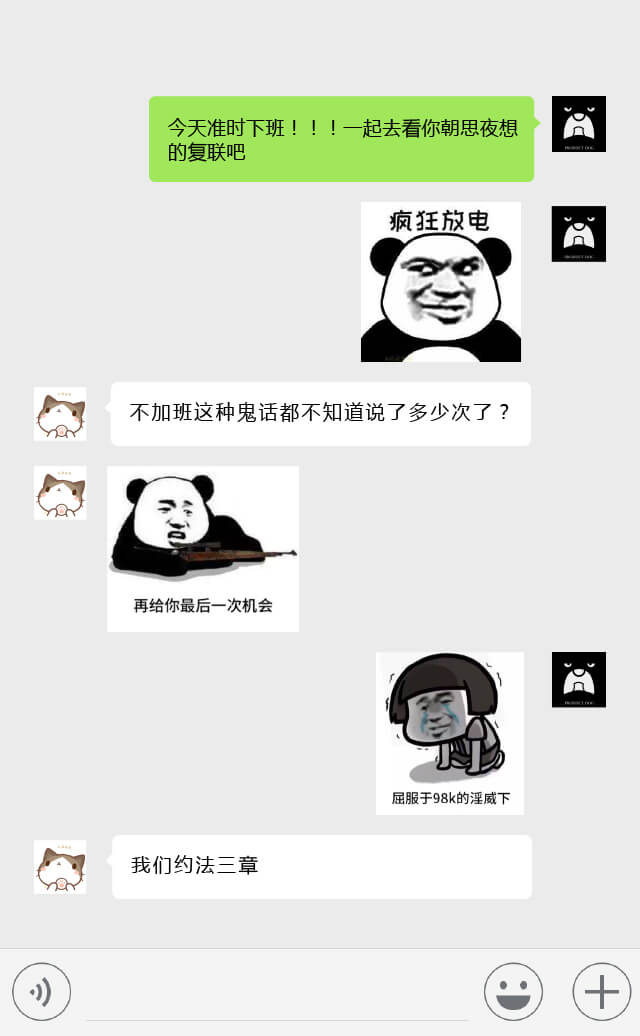 今天准时下班！！！一起去看你朝思夜想
的复联吧
疯狂放电
不加班这种鬼话都不知道说了多少次了？
再给你最后一次机会
屈服于98k的淫威下
我们约法三章